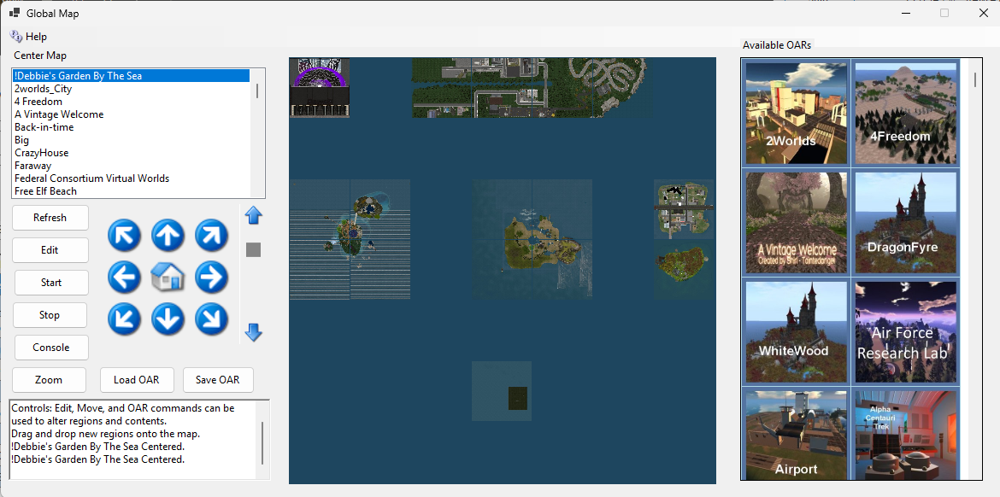 Global Map
Help
Center Map
!Debbie's Garden By The Sea
2worlds_City
4 Freedom
A Vintage Welcome
Back-in-time
Big
CrazyHouse
Faraway
Federal Consortium Virtual Worlds
Free Elf Beach
Refresh
Edit
Start
Stop
Console
Zoom
Load OAR
Save OAR
Controls: Edit, Move, and OAR commands can be
used to alter regions and contents.
Drag and drop new regions onto the map.
!Debbie's Garden By The Sea Centered.
!Debbie's Garden By The Sea Centered.
Available OARs
2Worlds
4Freedom
A Vintage Welcome
Created by Shiri - Taintedangel
DragonFyre
WhiteWood
Air Force
Research Lab
Airport
Alpha
Centauri
Trek